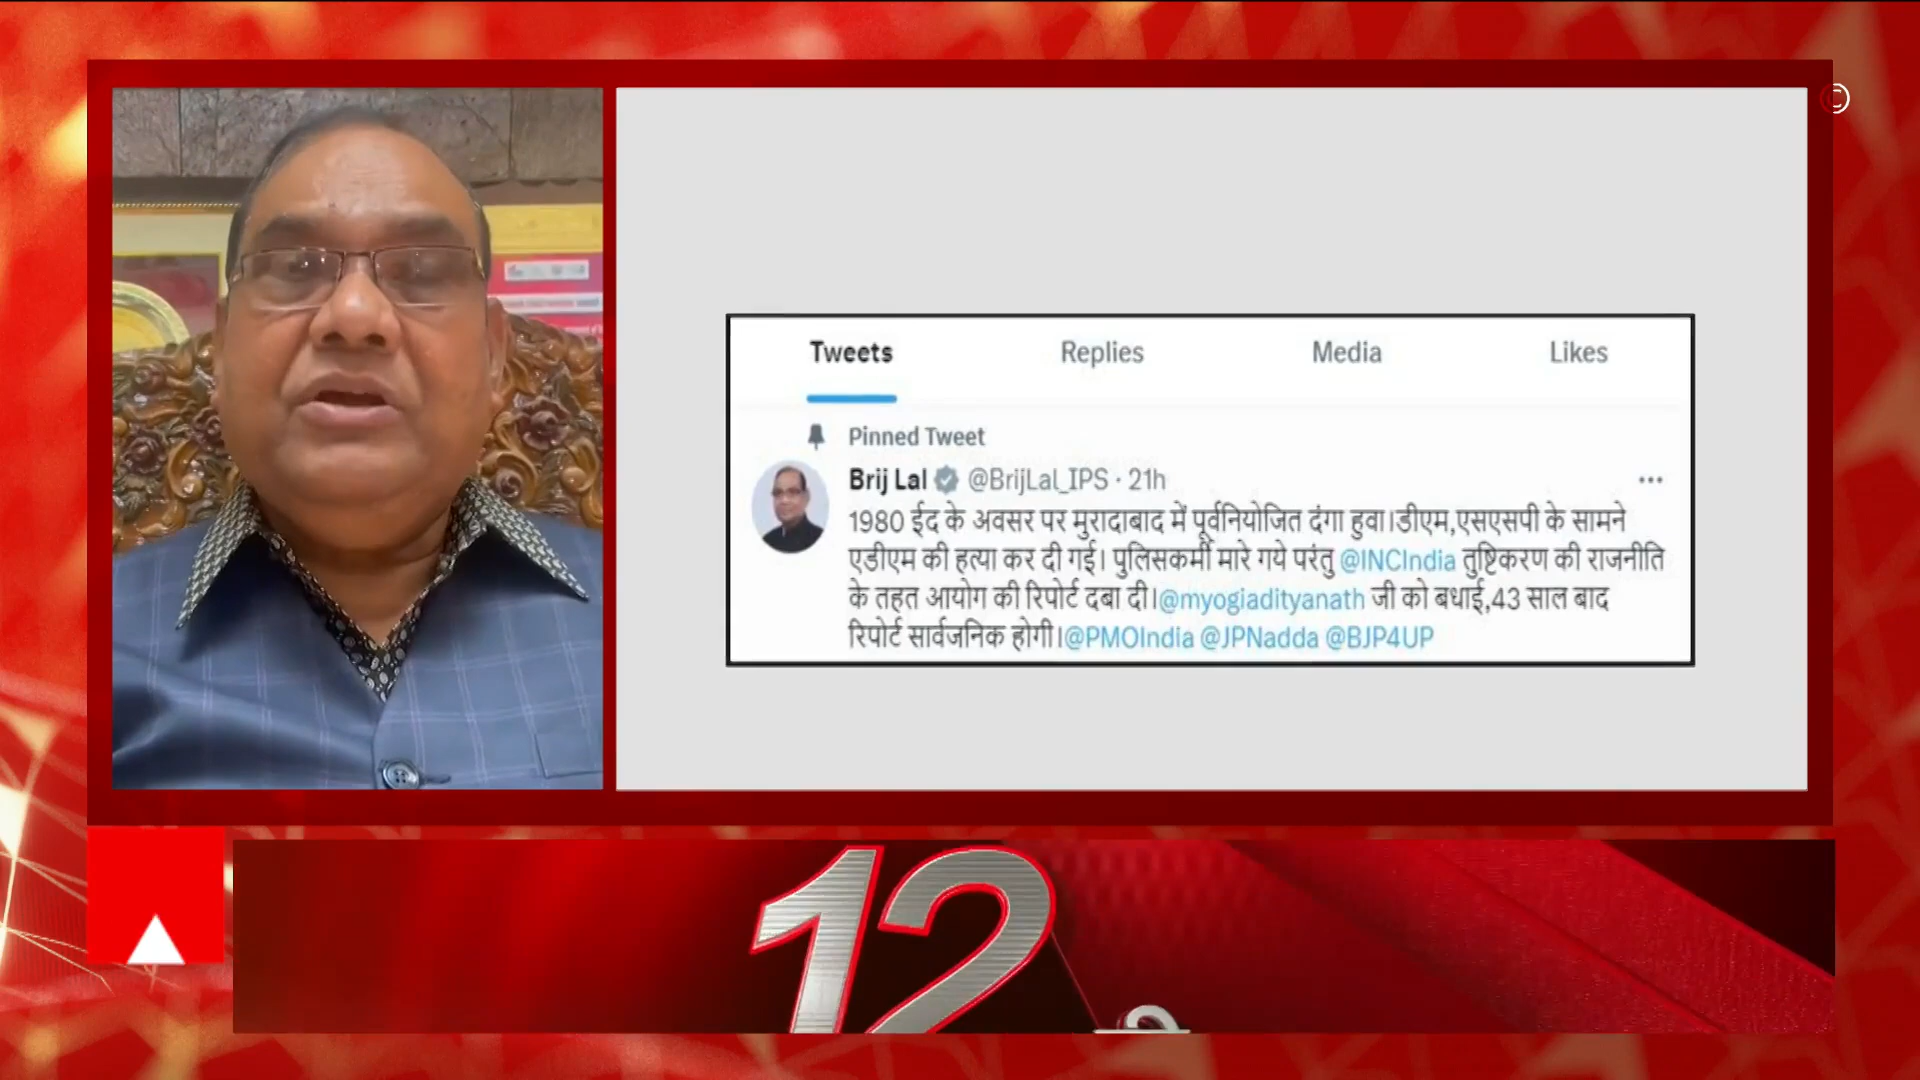 ©
Tweets Replies Media Likes
Pinned Tweet
Brij Lal @BrijLal_IPS · 21h
1980 ईद के अवसर पर मुरादाबाद में पूर्वनियोजित दंगा हुवा।डीएम,एसएसपी के सामने
एडीएम की हत्या कर दी गई। पुलिसकर्मी मारे गये परंतु @INCIndia तुष्टिकरण की राजनीति
के तहत आयोग की रिपोर्ट दबा दी।@myogiadityanath जी को बधाई,43 साल बाद
रिपोर्ट सार्वजनिक होगी।@PMOIndia @JPNadda @BJP4UP
12